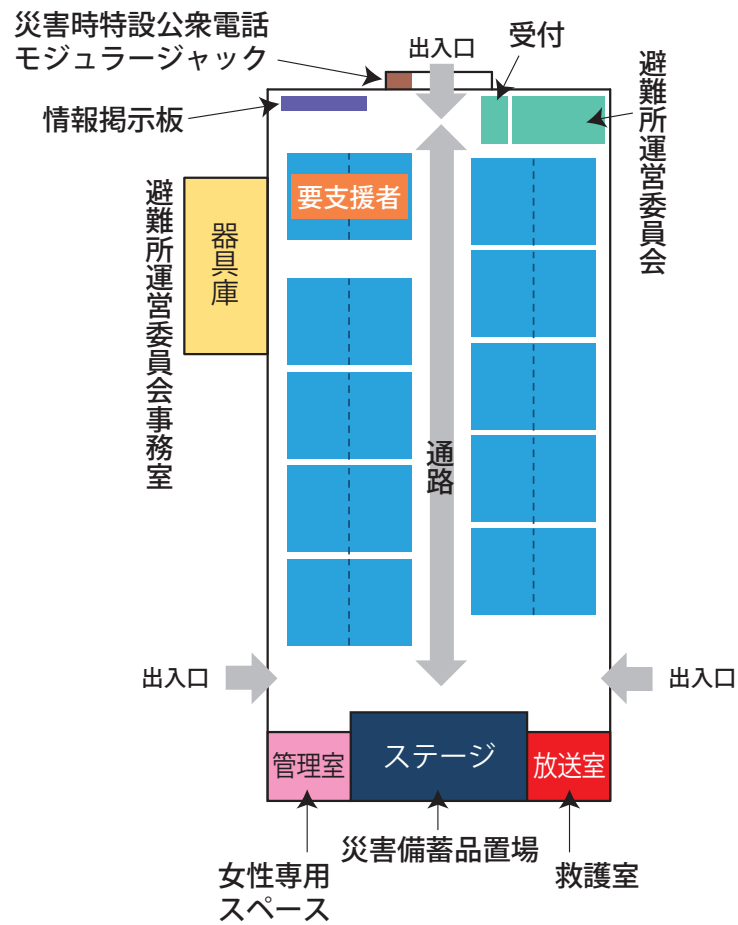 災害時特設公衆電話
モジュラージャック
出入口
受付
情報掲示板
避難所運営委員会
要支援者
器具庫
避難所運営委員会事務室
通路
出入口
出入口
管理室
ステージ
放送室
災害備蓄品置場
女性専用
スペース
救護室